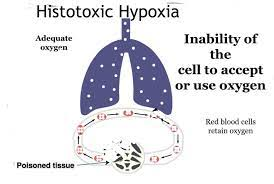 Histotoxic Hypoxia
Adequate
oxygen
Inability of
the
cell to accept
or use oxygen
Red blood cells
retain oxygen
Poisoned tissue